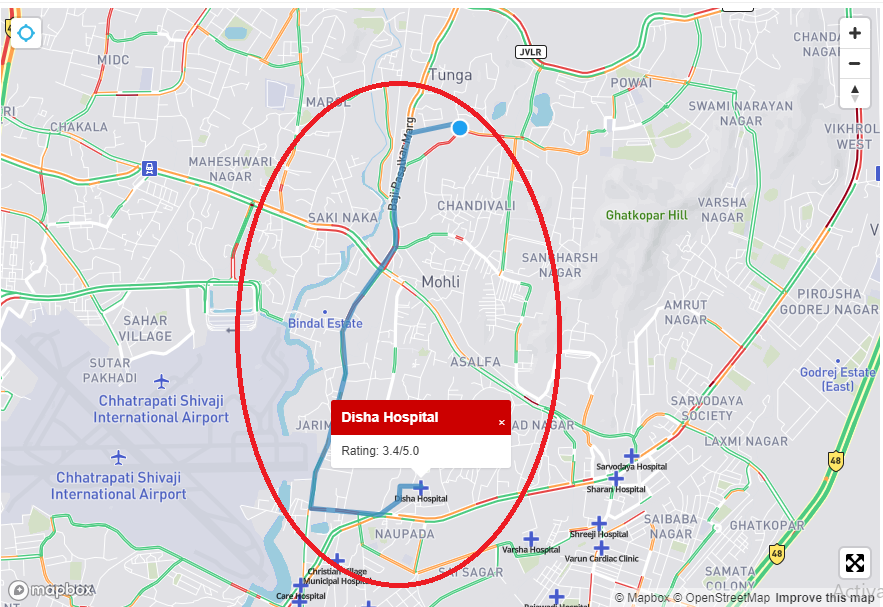 JVLR
CHANDI
NAGAR
MIDC
Tunga
POWAI
MAROL
SWAMI NARAYAN
NAGAR
CHAKALA
VIKHROL
WEST
Baji Pasalkar Marg
MAHESHWARI
NAGAR
CHANDIVALI
VARSHA
NAGAR
Ghatkopar Hill
SAKI NAKA
SANGHARSH
NAGAR
Mohli
PIROJSHA
GODREJ NAGAR
AMRUT
NAGAR
SAHAR
VILLAGE
Bindal Estate
SUTAR
PAKHADI
ASALFA
Godrej Estate
(East)
Chhatrapati Shivaji
International Airport
SARVODAYA
SOCIETY
Disha Hospital
×
JARIM
AD NAGAR
LAXMI NAGAR
Rating: 3.4/5.0
48
Sarvodaya Hospital
Chhatrapati Shivaji
International Airport
Sharan Hospital
Disha Hospital
SAIBABA
NAGAR
GHATKOPAR
NAUPADA
Shreeji Hospital
Varsha Hospital
Varun Cardiac Clinic
48
SAI SAGAR
Christian Village
Municipal Hospital
SAMATA
COLONY
Care Hospital
mapbox
Rajawadi Hospital
© Mapbox © OpenStreetMap Improve this map
Activa